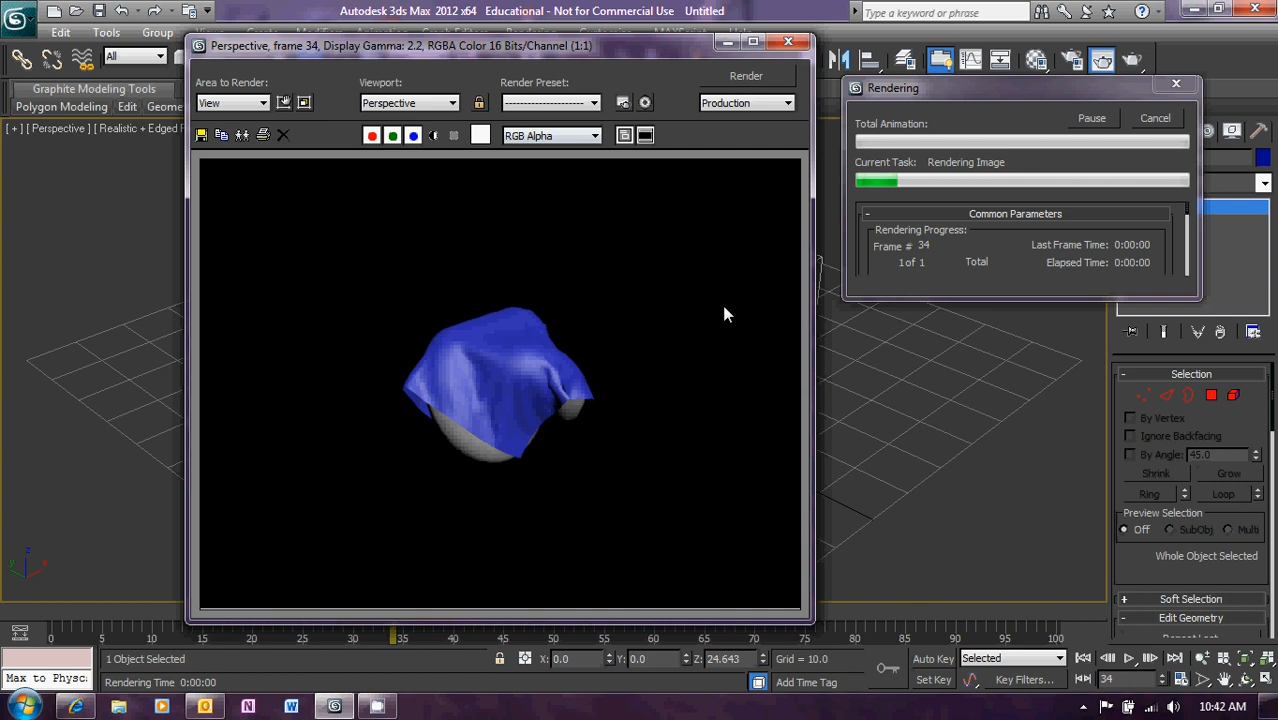 Autodesk 3ds Max 2012 x64 Educational - Not for Commercial Use Untitled
Type a keyword or phrase
Edit Tools Group
All
Graphite Modeling Tools
Polygon Modeling Edit
[ + ] [ Perspective ] [ Realistic + Edged
Perspective, frame 34, Display Gamma: 2.2, RGBA Color 16 Bits/Channel (1:1)
Area to Render:
View
Viewport:
Perspective
Render Preset:
Render
Production
RGB Alpha
Rendering
Total Animation:
Pause
Cancel
Current Task: Rendering Image
- Common Parameters
Rendering Progress:
Frame # 34
Last Frame Time: 0:00:00
1 of 1 Total
Elapsed Time: 0:00:00
- Selection
By Vertex
Ignore Backfacing
By Angle: 45.0
Shrink Grow
Ring Loop
Preview Selection
Off SubObj Multi
Whole Object Selected
+ Soft Selection
- Edit Geometry
z
y x
0 5 10 15 20 25 30 35 40 45 50 55 60 65 70 75 80 85 90 95 100
1 Object Selected
X: 0.0 Y: 0.0 Z: 24.643
Grid = 10.0
Auto Key
Selected
Max to Physc
Rendering Time 0:00:00
Add Time Tag
Set Key
Key Filters...
34
10:42 AM